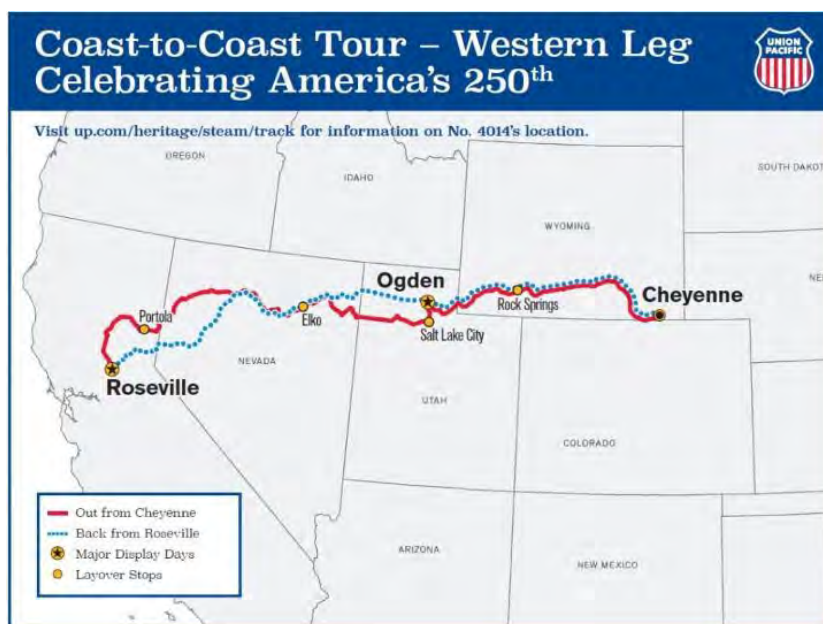 Coast-to-Coast Tour – Western Leg
Celebrating America's 250th
UNION
PACIFIC
Visit up.com/heritage/steam/track for information on No. 4014's location.
OREGON
IDAHO
SOUTH DAKOT
WYOMING
NE
Ogden
Rock Springs
Cheyenne
Portola
Elko
Salt Lake City
Roseville
NEVADA
UTAH
COLORADO
Out from Cheyenne
Back from Roseville
Major Display Days
Layover Stops
ARIZONA
NEW MEXICO